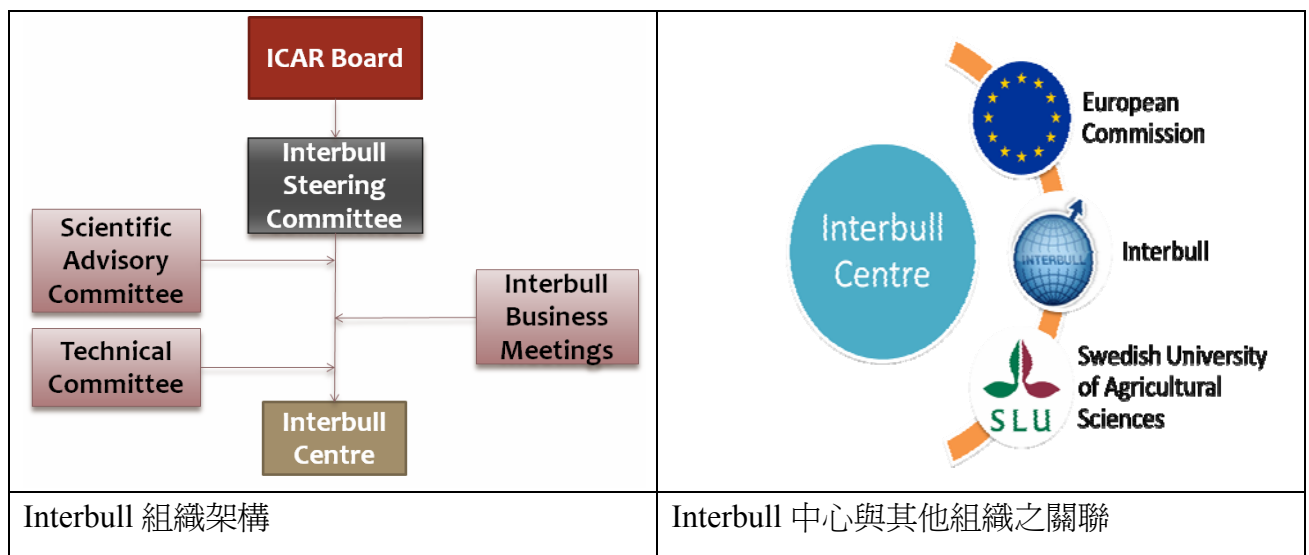 ICAR Board
Interbull
Steering
Committee
Scientific
Advisory
Committee
Interbull
Business
Meetings
Technical
Committee
Interbull
Centre
Interbull 組織架構
Interbull
Centre
European
Commission
INTERBULL
Interbull
SLU
Swedish University
of Agricultural
Sciences
Interbull 中心與其他組織之關聯